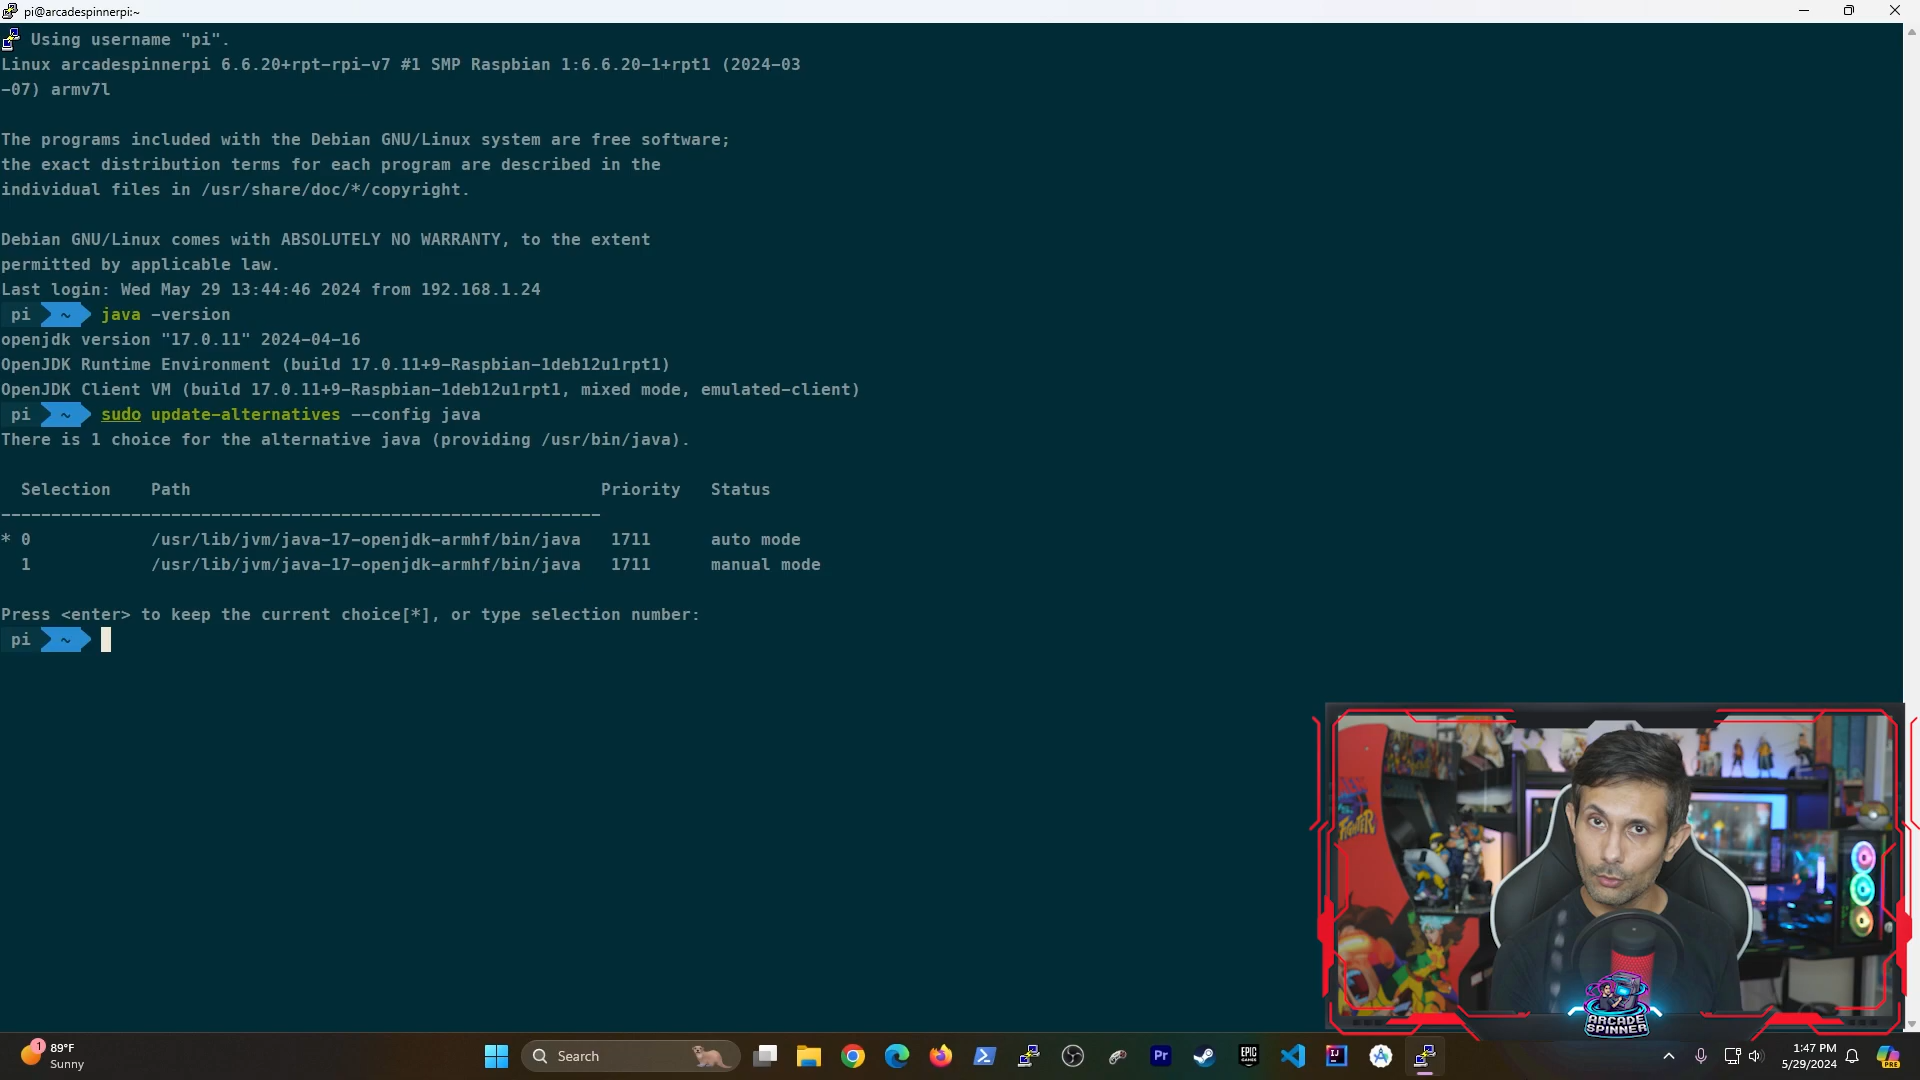 pi@arcadespinnerpi:~
Using username "pi".
Linux arcadespinnerpi 6.6.20+rpt-rpi-v7 #1 SMP Raspbian 1:6.6.20-1+rpt1 (2024-03
-07) armv7l
The programs included with the Debian GNU/Linux system are free software;
the exact distribution terms for each program are described in the
individual files in /usr/share/doc/*/copyright.
Debian GNU/Linux comes with ABSOLUTELY NO WARRANTY, to the extent
permitted by applicable law.
Last login: Wed May 29 13:44:46 2024 from 192.168.1.24
pi ~ java -version
openjdk version "17.0.11" 2024-04-16
OpenJDK Runtime Environment (build 17.0.11+9-Raspbian-1deb12u1rpt1)
OpenJDK Client VM (build 17.0.11+9-Raspbian-1deb12u1rpt1, mixed mode, emulated-client)
pi ~ sudo update-alternatives --config java
There is 1 choice for the alternative java (providing /usr/bin/java).
Selection Path Priority Status
------------------------------------------------------------
* 0 /usr/lib/jvm/java-17-openjdk-armhf/bin/java 1711 auto mode
1 /usr/lib/jvm/java-17-openjdk-armhf/bin/java 1711 manual mode
Press <enter> to keep the current choice[*], or type selection number:
pi ~
FIGHTER
ARCADE
SPINNER
1
89°F
Sunny
Search
Pr
EPIC
GAMES
IJ
1:47 PM
5/29/2024
PRE